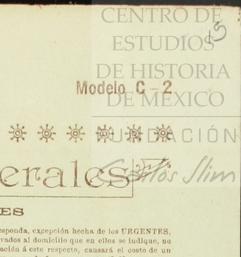 CENTRO DE
ESTUDIOS
DE HISTORIA
DE MÉXICO
Modelo C-2
FUNDACIÓN
Carlos Slim
erales
ES
esponda, excepción hecha de los URGENTES,
vados al domicilio que en ellos se indique, no
ación á este respecto, causará el costo de un